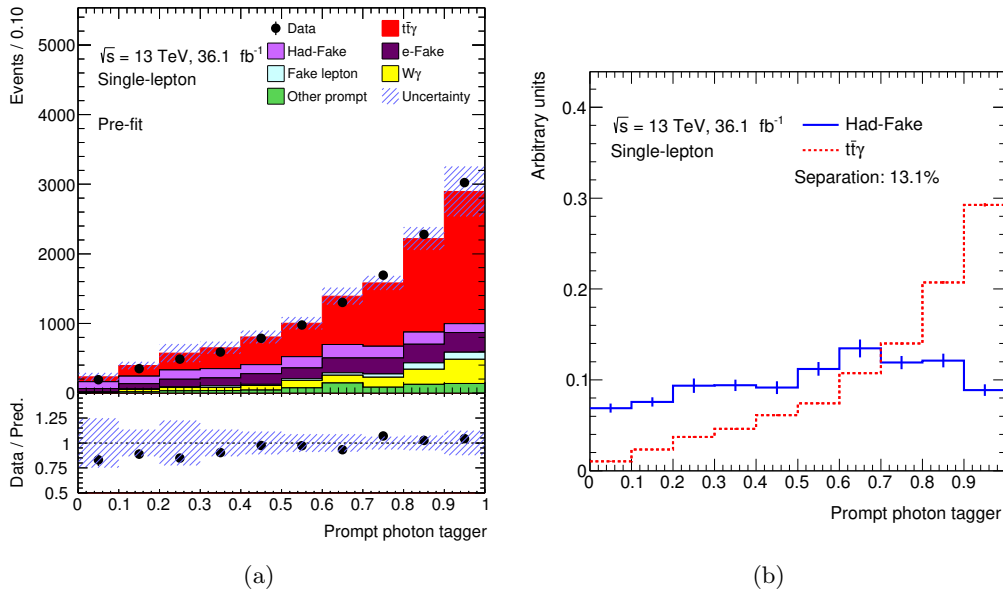 Events / 0.10
5000
4000
3000
2000
1000
0
√s = 13 TeV, 36.1 fb⁻¹
Single-lepton
Pre-fit
Data
tt̄γ
Had-Fake
e-Fake
Fake lepton
Wγ
Other prompt
Uncertainty
Data / Pred.
1.25
1
0.75
0.5
0 0.1 0.2 0.3 0.4 0.5 0.6 0.7 0.8 0.9 1
Prompt photon tagger
(a)
Arbitrary units
0.4
0.3
0.2
0.1
0
√s = 13 TeV, 36.1 fb⁻¹
Single-lepton
Had-Fake
tt̄γ
Separation: 13.1%
0 0.1 0.2 0.3 0.4 0.5 0.6 0.7 0.8 0.9
Prompt photon tagger
(b)